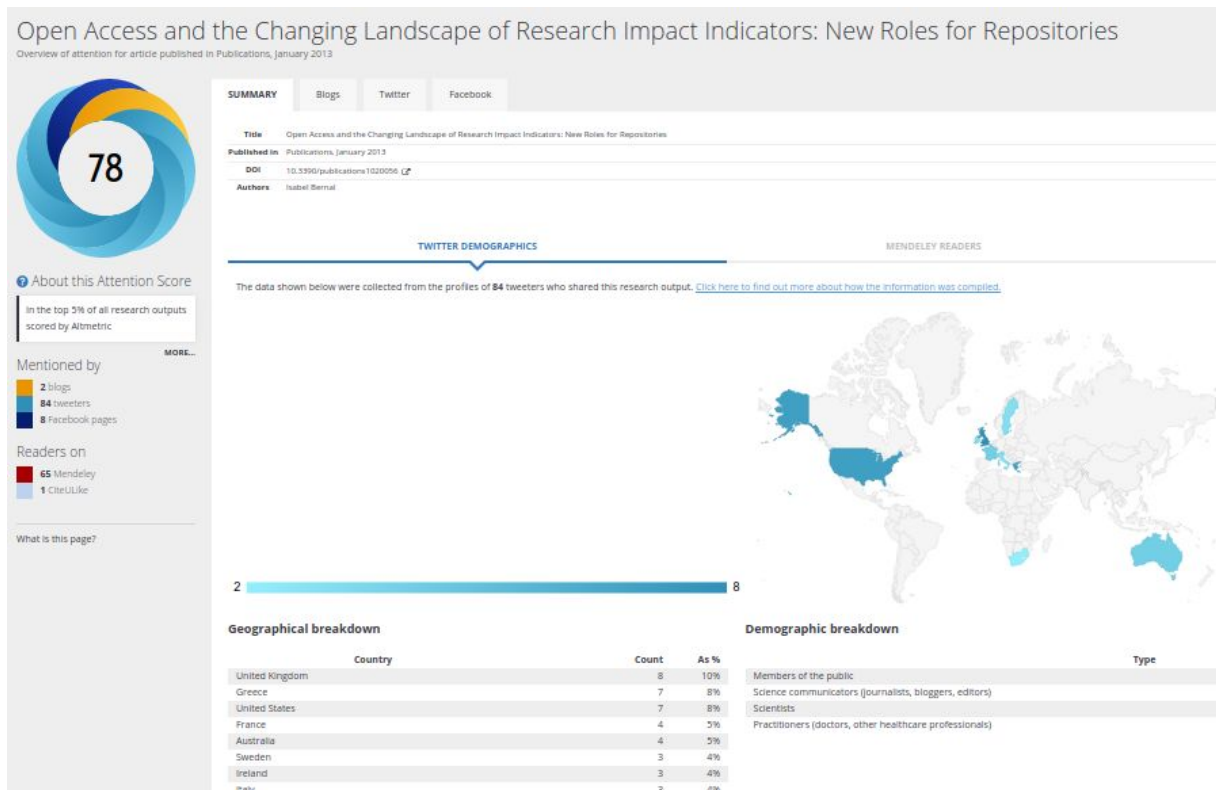 Open Access and the Changing Landscape of Research Impact Indicators: New Roles for Repositories
Overview of attention for article published in Publications, January 2013
78
About this Attention Score
In the top 5% of all research outputs
scored by Altmetric
MORE...
Mentioned by
2 blogs
84 tweeters
8 Facebook pages
Readers on
65 Mendeley
1 CiteULike
What is this page?
SUMMARY Blogs Twitter Facebook
Title Open Access and the Changing Landscape of Research Impact Indicators: New Roles for Repositories
Published in Publications, January 2013
DOI 10.3390/publications1020056
Authors Isabel Bernal
TWITTER DEMOGRAPHICS MENDELEY READERS
The data shown below were collected from the profiles of 84 tweeters who shared this research output. Click here to find out more about how the information was compiled.
2 8
Geographical breakdown
Country Count As %
United Kingdom 8 10%
Greece 7 8%
United States 7 8%
France 4 5%
Australia 4 5%
Sweden 3 4%
Ireland 3 4%
Italy 3 4%
Demographic breakdown
Type
Members of the public
Science communicators (journalists, bloggers, editors)
Scientists
Practitioners (doctors, other healthcare professionals)